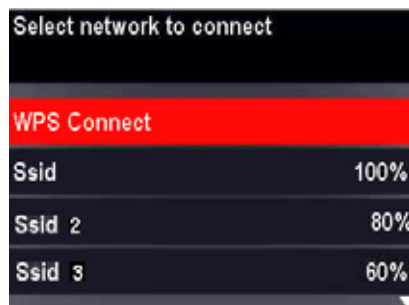 Select network to connect
WPS Connect
Ssid 100%
Ssid 2 80%
Ssid 3 60%